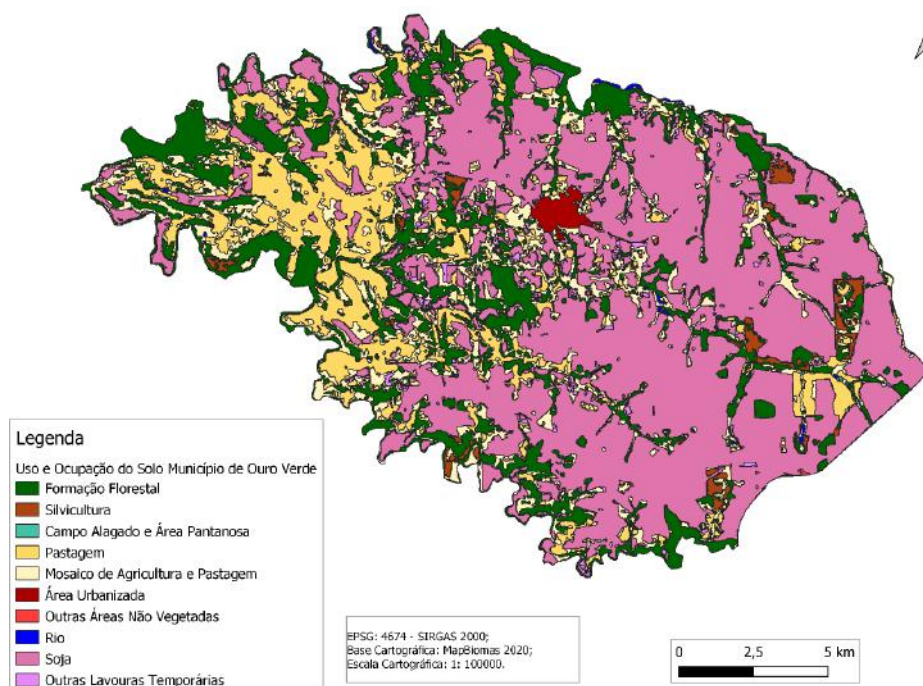 Legenda
Uso e Ocupação do Solo Município de Ouro Verde
Formação Florestal
Silvicultura
Campo Alagado e Área Pantanosa
Pastagem
Mosaico de Agricultura e Pastagem
Área Urbanizada
Outras Áreas Não Vegetadas
Rio
Soja
Outras Lavouras Temporárias
EPSG: 4674 - SIRGAS 2000;
Base Cartográfica: MapBiomas 2020;
Escala Cartográfica: 1: 100000.
0 2,5 5 km